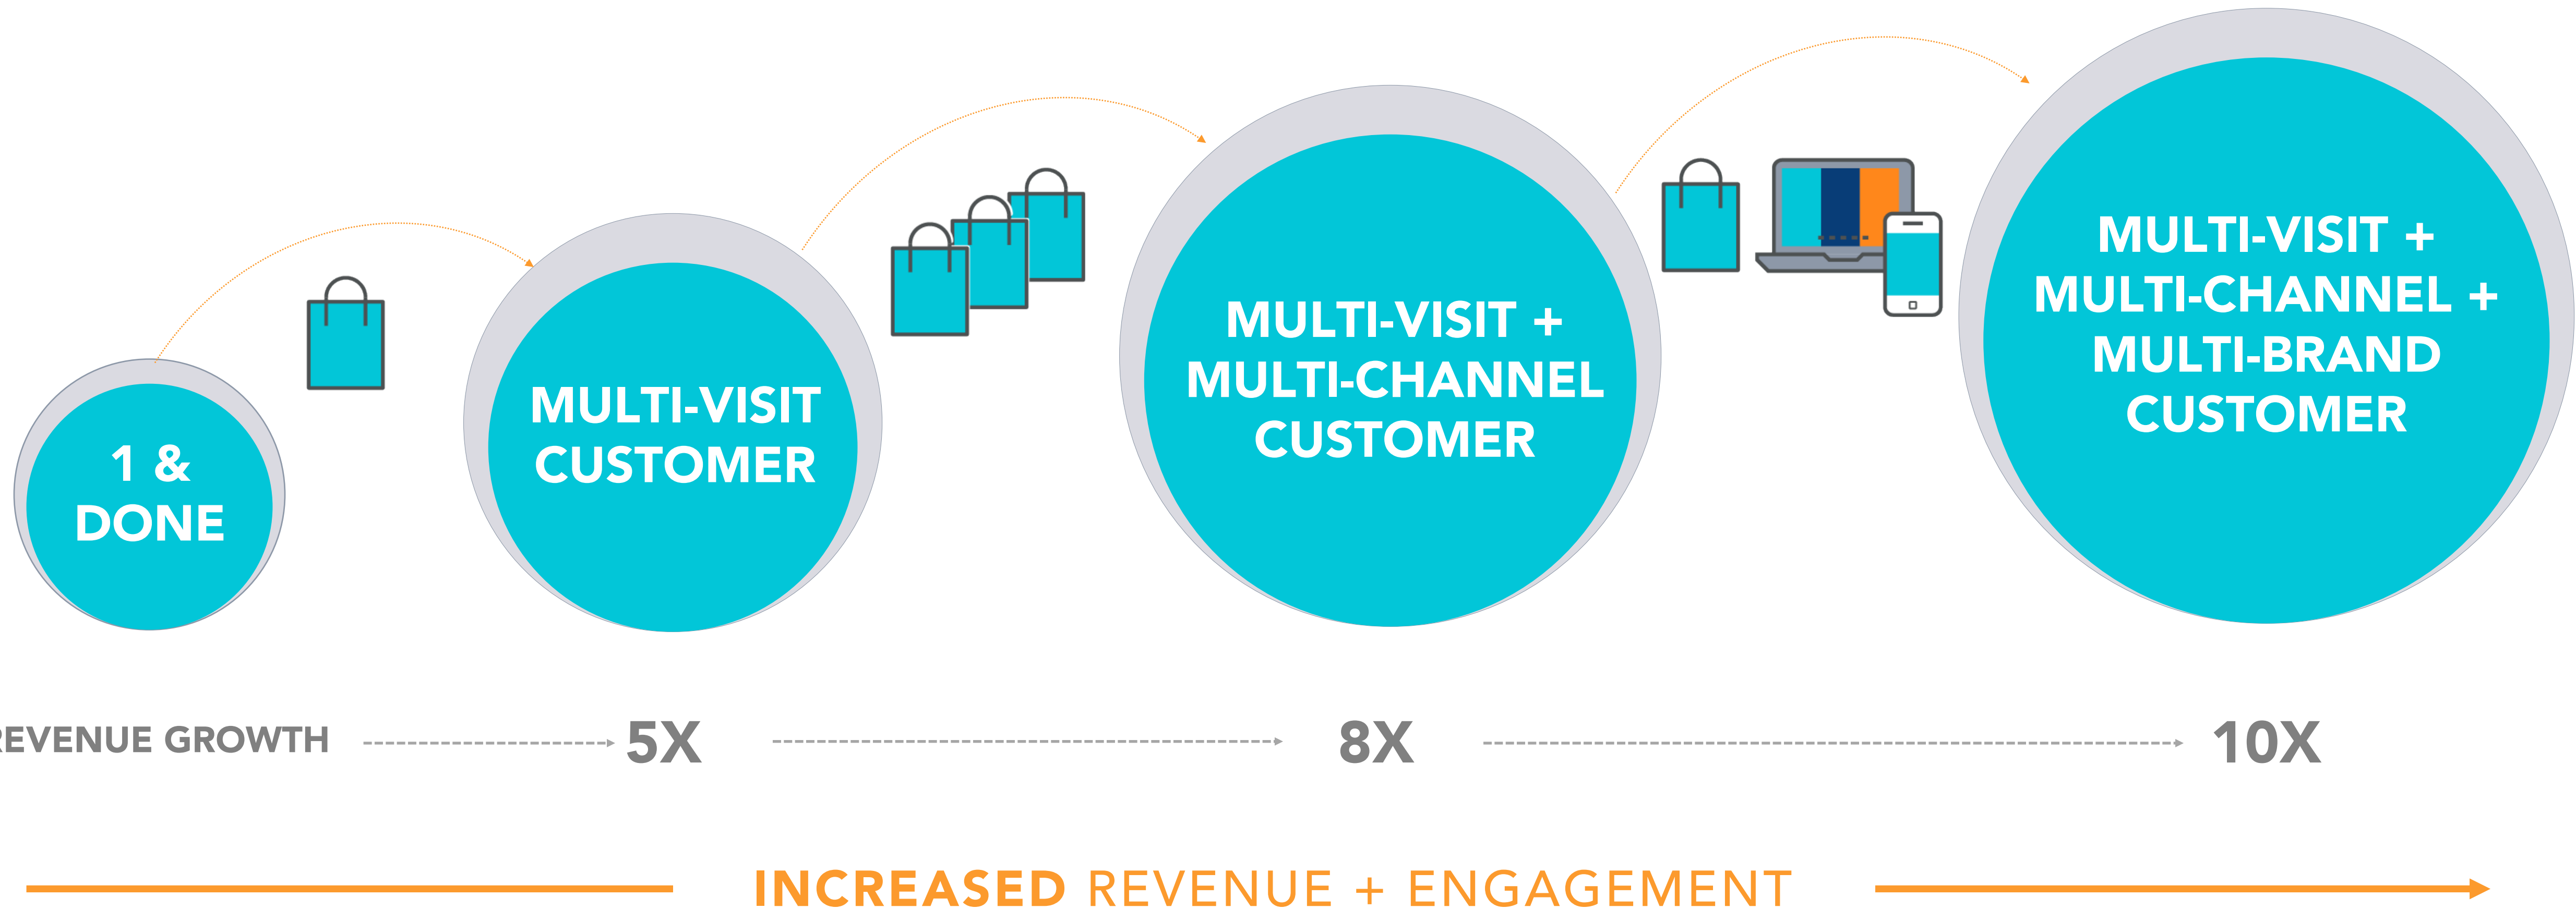 1 &
DONE
MULTI-VISIT
CUSTOMER
MULTI-VISIT +
MULTI-CHANNEL
CUSTOMER
MULTI-VISIT +
MULTI-CHANNEL +
MULTI-BRAND
CUSTOMER
REVENUE GROWTH 5X 8X 10X
INCREASED REVENUE + ENGAGEMENT